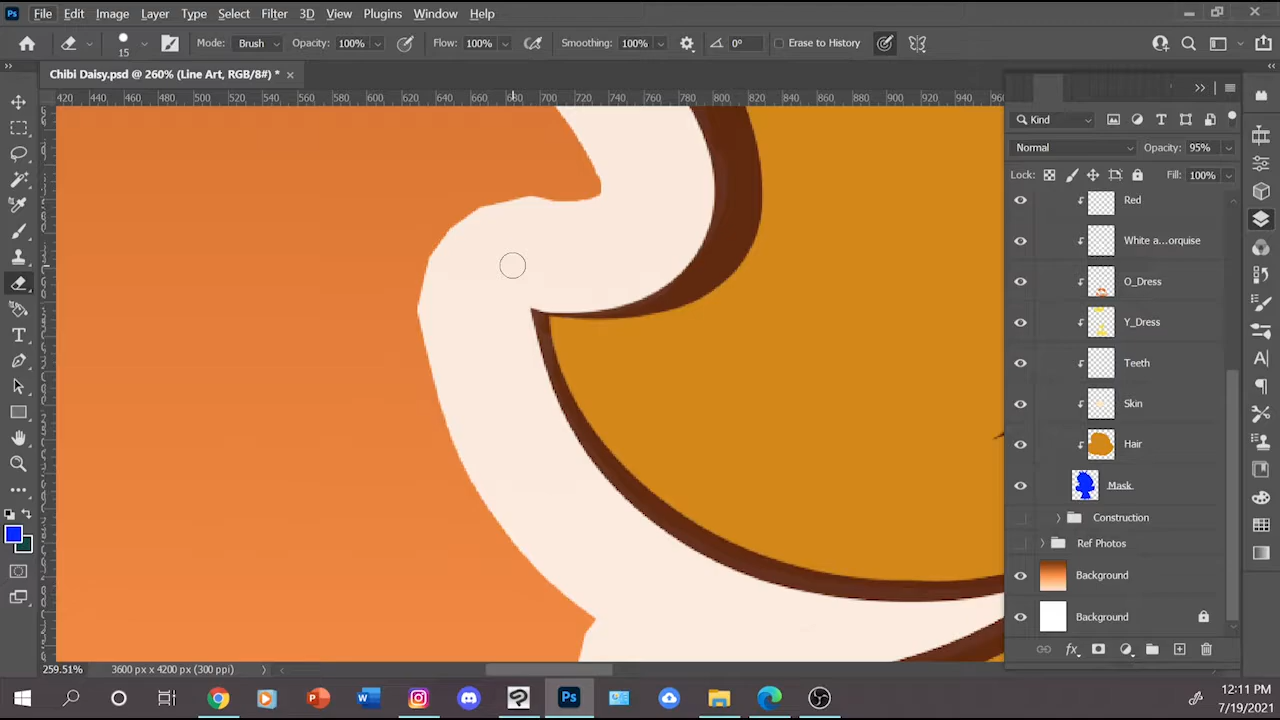 Ps File Edit Image Layer Type Select Filter 3D View Plugins Window Help
15 Mode: Brush Opacity: 100% Flow: 100% Smoothing: 100% 0° Erase to History
Chibi Daisy.psd @ 260% (Line Art, RGB/8#) * ×
420 440 460 480 500 520 540 560 580 600 620 640 660 680 700 720 740 760 780 800 820 840 860 880 900 920 940 960
Kind
Normal Opacity: 95%
Lock: Fill: 100%
Red
White a...orquise
O_Dress
Y_Dress
Teeth
Skin
Hair
Mask
Construction
Ref Photos
Background
Background
259.51% 3600 px x 4200 px (300 ppi)
12:11 PM
7/19/2021